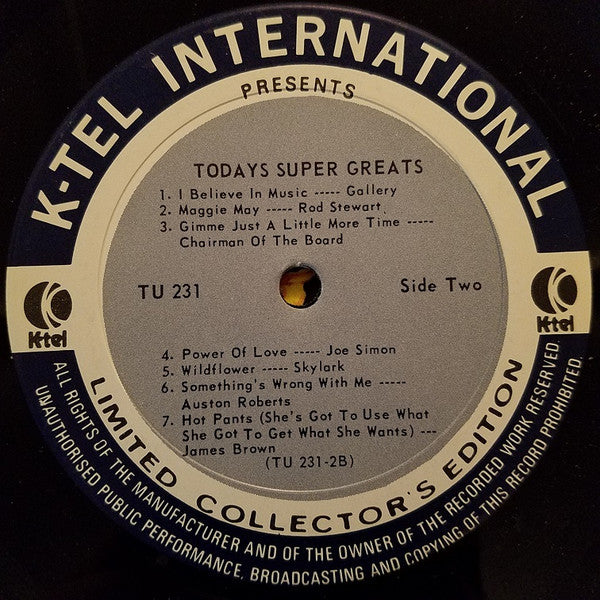 K-TEL INTERNATIONAL
PRESENTS
TODAYS SUPER GREATS
1. I Believe In Music ----- Gallery
2. Maggie May ----- Rod Stewart
3. Gimme Just A Little More Time -----
Chairman Of The Board
TU 231
Side Two
K-tel
K-tel
4. Power Of Love ----- Joe Simon
5. Wildflower ----- Skylark
6. Something's Wrong With Me -----
Auston Roberts
7. Hot Pants (She's Got To Use What
She Got To Get What She Wants) ---
James Brown
(TU 231-2B)
LIMITED COLLECTOR'S EDITION
ALL RIGHTS OF THE MANUFACTURER AND OF THE OWNER OF THE RECORDED WORK RESERVED.
UNAUTHORISED PUBLIC PERFORMANCE, BROADCASTING AND COPYING OF THIS RECORD PROHIBITED.